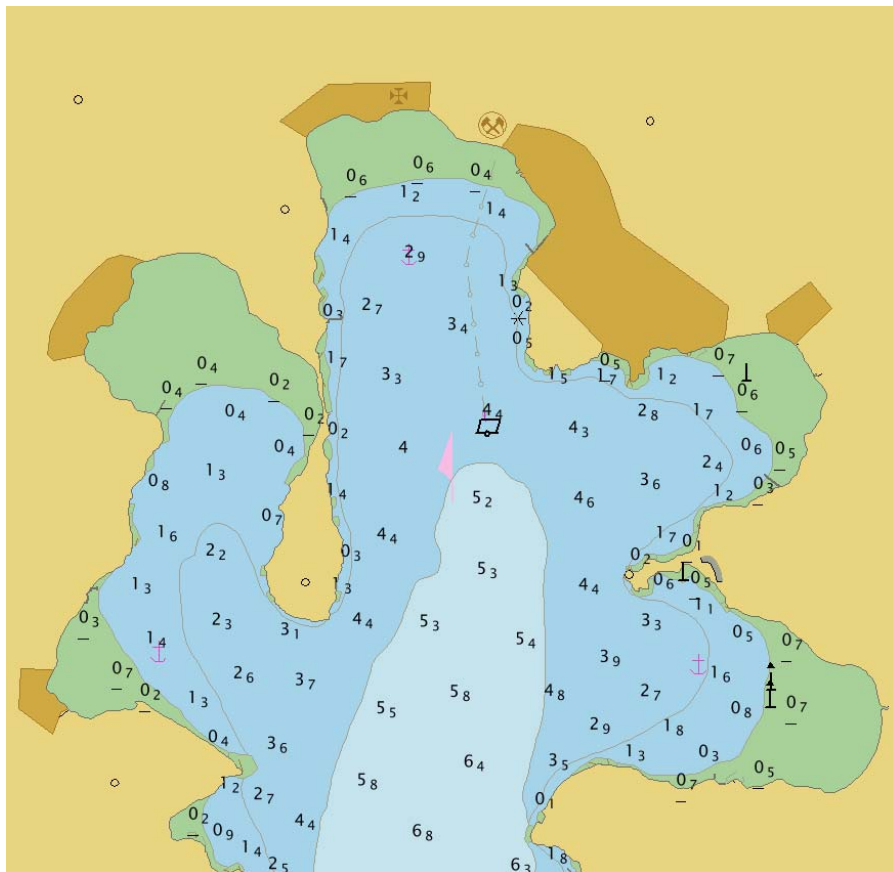 0₆ 0₆ 0₄
1₂ 1₄
1₄
2₉
1₃
0₃ 2₇ 0₂
3₄
0₅
1₇ 0₅ 0₇
0₄ 0₄ 0₂ 3₃ 1₅ 1₇ 1₂ 0₆
0₄ 0₂ 4₄ 2₈ 1₇
0₂ 4₃
0₄ 4 0₆ 0₅
1₃ 2₄
0₈ 3₆ 0₃
1₄ 5₂ 4₆ 1₂
0₇
1₆ 4₄ 1₇ 0₁
2₂ 0₃ 0₂
5₃
1₃ 1₃ 4₄ 0₆ 0₅
1₁
0₃ 2₃ 3₁ 4₄ 5₃ 3₃
1₄ 5₄ 0₅ 0₇
3₉
0₇ 2₆ 3₇ 1₆
0₂ 1₃ 5₈ 4₈ 2₇
5₅ 0₈ 0₇
0₄ 3₆ 2₉ 1₈
1₃ 0₃
6₄ 3₅ 0₅
1₂ 2₇ 5₈ 0₇
0₁
0₂ 0₉ 4₄ 6₈
1₄ 2₅ 6₃ 1₈